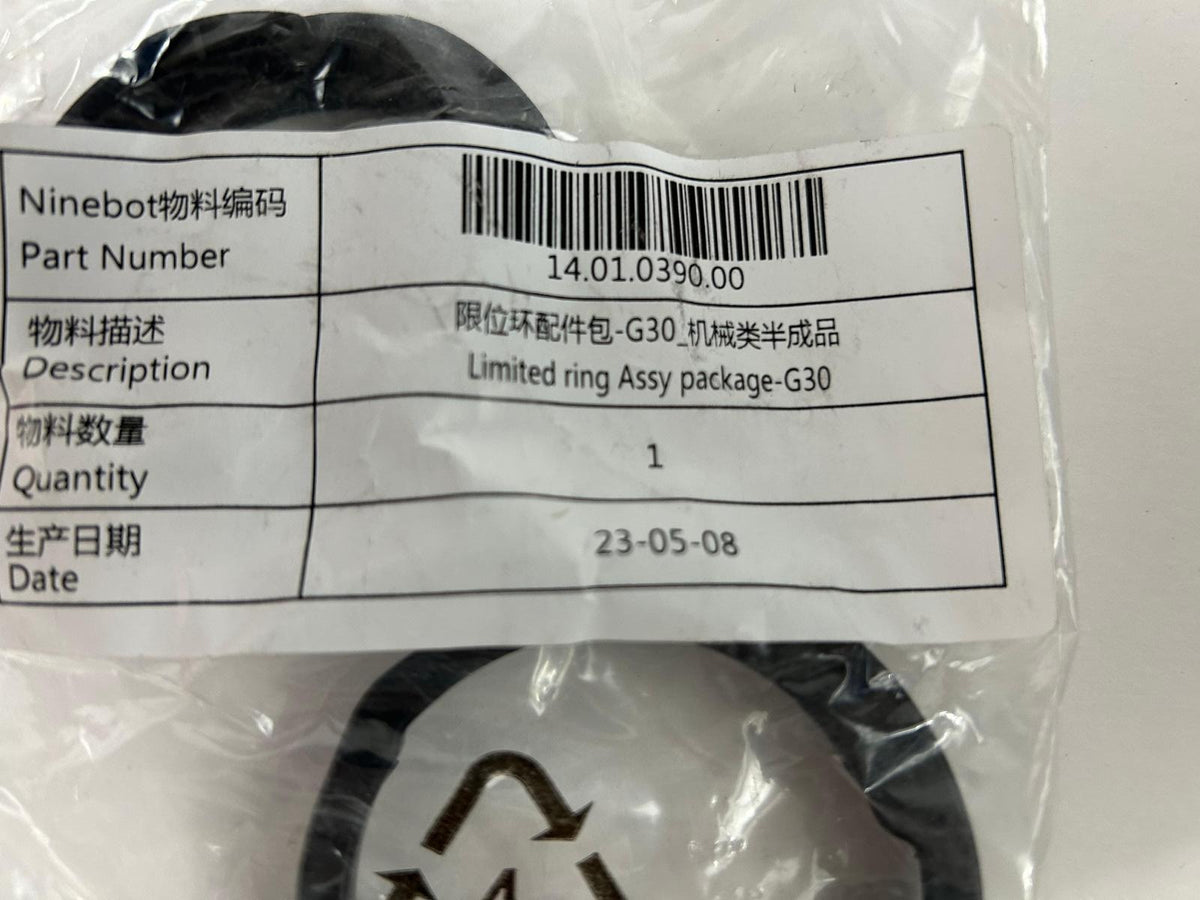 Ninebot物料编码
Part Number
14.01.0390.00
物料描述
Description
限位环配件包-G30_机械类半成品
Limited ring Assy package-G30
物料数量
Quantity
1
生产日期
Date
23-05-08